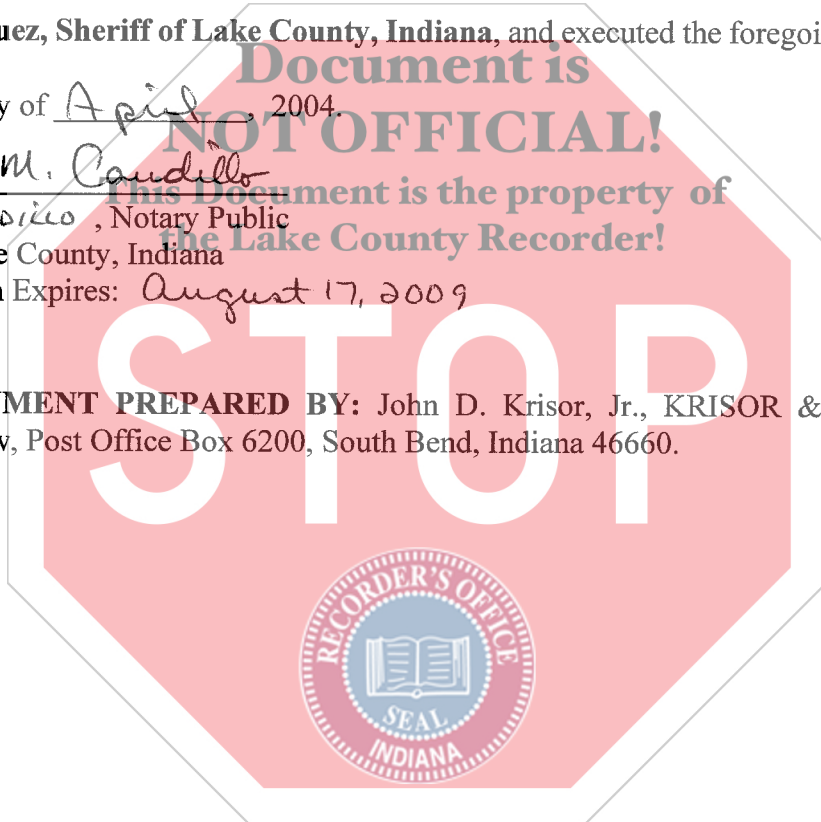 uez, Sheriff of Lake County, Indiana, and executed the foregoi
Document is
y of April, 2004.
NOT OFFICIAL!
M. Caudillo
This Document is the property of
, Notary Public
the Lake County Recorder!
e County, Indiana
n Expires: August 17, 2009
STOP
MENT PREPARED BY: John D. Krisor, Jr., KRISOR &
v, Post Office Box 6200, South Bend, Indiana 46660.
RECORDER'S OFFICE
SEAL
INDIANA